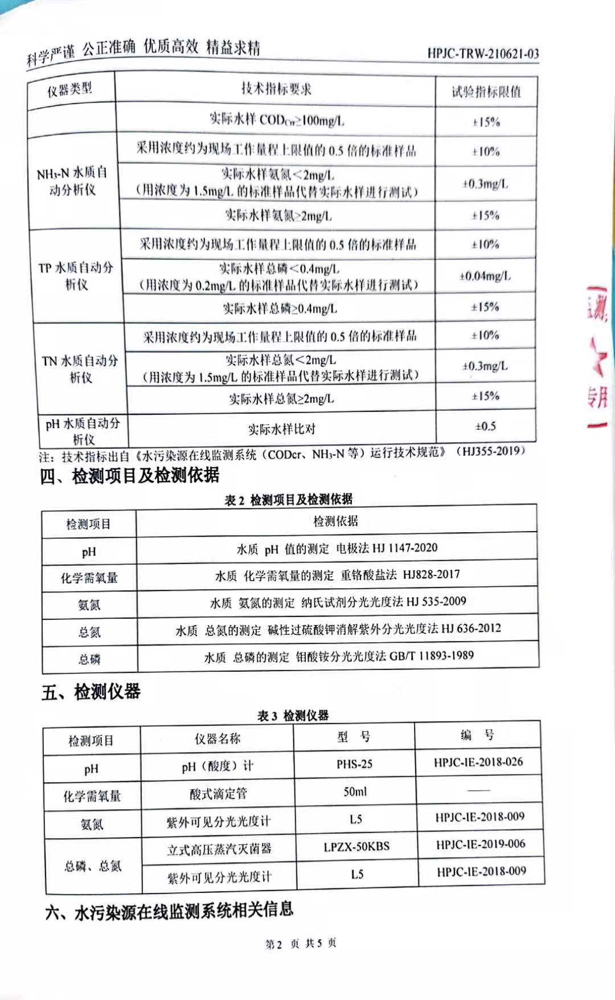 科学严谨 公正准确 优质高效 精益求精
HPJC-TRW-210621-03
仪器类型 技术指标要求 试验指标限值
实际水样 CODCr≥100mg/L ±15%
NH3-N 水质自动分析仪
采用浓度约为现场工作量程上限值的 0.5 倍的标准样品 ±10%
实际水样氨氮＜2mg/L
（用浓度为 1.5mg/L 的标准样品代替实际水样进行测试） ±0.3mg/L
实际水样氨氮≥2mg/L ±15%
TP 水质自动分析仪
采用浓度约为现场工作量程上限值的 0.5 倍的标准样品 ±10%
实际水样总磷＜0.4mg/L
（用浓度为 0.2mg/L 的标准样品代替实际水样进行测试） ±0.04mg/L
实际水样总磷≥0.4mg/L ±15%
TN 水质自动分析仪
采用浓度约为现场工作量程上限值的 0.5 倍的标准样品 ±10%
实际水样总氮＜2mg/L
（用浓度为 1.5mg/L 的标准样品代替实际水样进行测试） ±0.3mg/L
实际水样总氮≥2mg/L ±15%
pH 水质自动分析仪 实际水样比对 ±0.5
注：技术指标出自《水污染源在线监测系统（CODcr、NH3-N 等）运行技术规范》（HJ355-2019）
四、检测项目及检测依据
表 2 检测项目及检测依据
检测项目 检测依据
pH 水质 pH 值的测定 电极法 HJ 1147-2020
化学需氧量 水质 化学需氧量的测定 重铬酸盐法 HJ828-2017
氨氮 水质 氨氮的测定 纳氏试剂分光光度法 HJ 535-2009
总氮 水质 总氮的测定 碱性过硫酸钾消解紫外分光光度法 HJ 636-2012
总磷 水质 总磷的测定 钼酸铵分光光度法 GB/T 11893-1989
五、检测仪器
表 3 检测仪器
检测项目 仪器名称 型 号 编 号
pH pH（酸度）计 PHS-25 HPJC-IE-2018-026
化学需氧量 酸式滴定管 50ml ——
氨氮 紫外可见分光光度计 L5 HPJC-IE-2018-009
总磷、总氮
立式高压蒸汽灭菌器 LPZX-50KBS HPJC-IE-2019-006
紫外可见分光光度计 L5 HPJC-IE-2018-009
六、水污染源在线监测系统相关信息
第 2 页 共 5 页
测
专用